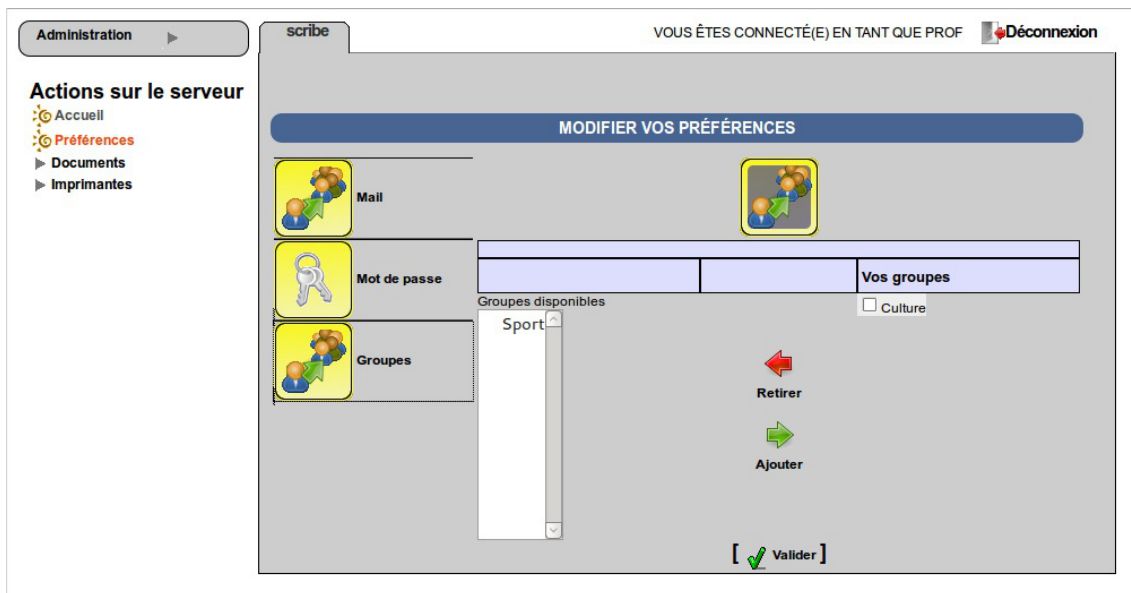 Administration
scribe
VOUS ÊTES CONNECTÉ(E) EN TANT QUE PROF
Déconnexion
Actions sur le serveur
Accueil
Préférences
Documents
Imprimantes
MODIFIER VOS PRÉFÉRENCES
Mail
Mot de passe
Groupes
Vos groupes
Groupes disponibles
Culture
Sport
Retirer
Ajouter
[ Valider ]